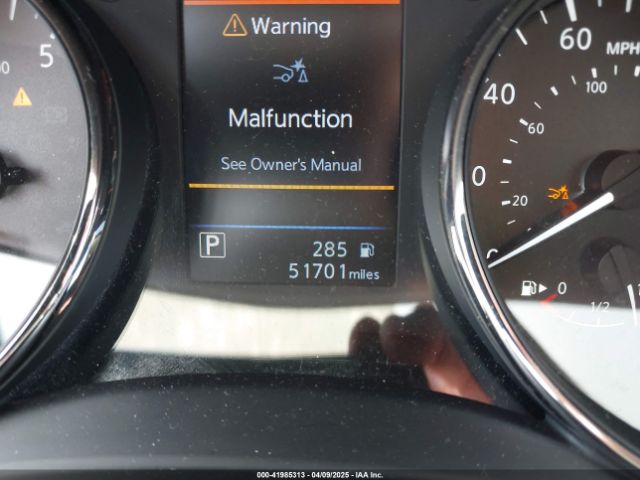 5
Warning
Malfunction
See Owner's Manual
P
285
51701 miles
60
MPH
40
100
60
20
20
0
1/2
000-41985313 - 04/09/2025 - IAA Inc.